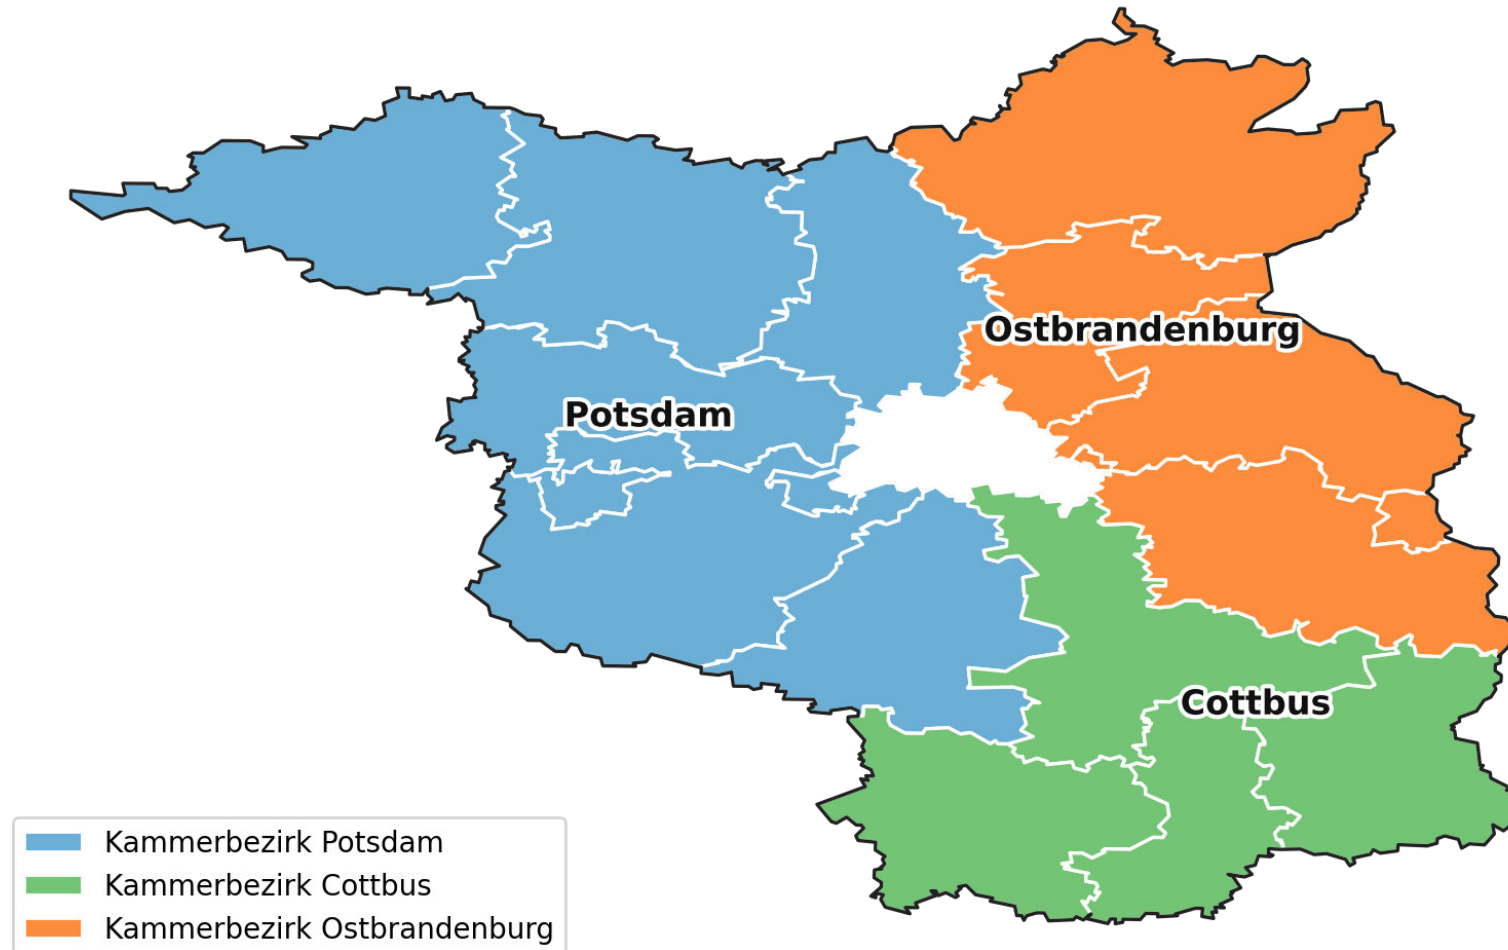 Ostbrandenburg
Potsdam
Cottbus
Kammerbezirk Potsdam
Kammerbezirk Cottbus
Kammerbezirk Ostbrandenburg